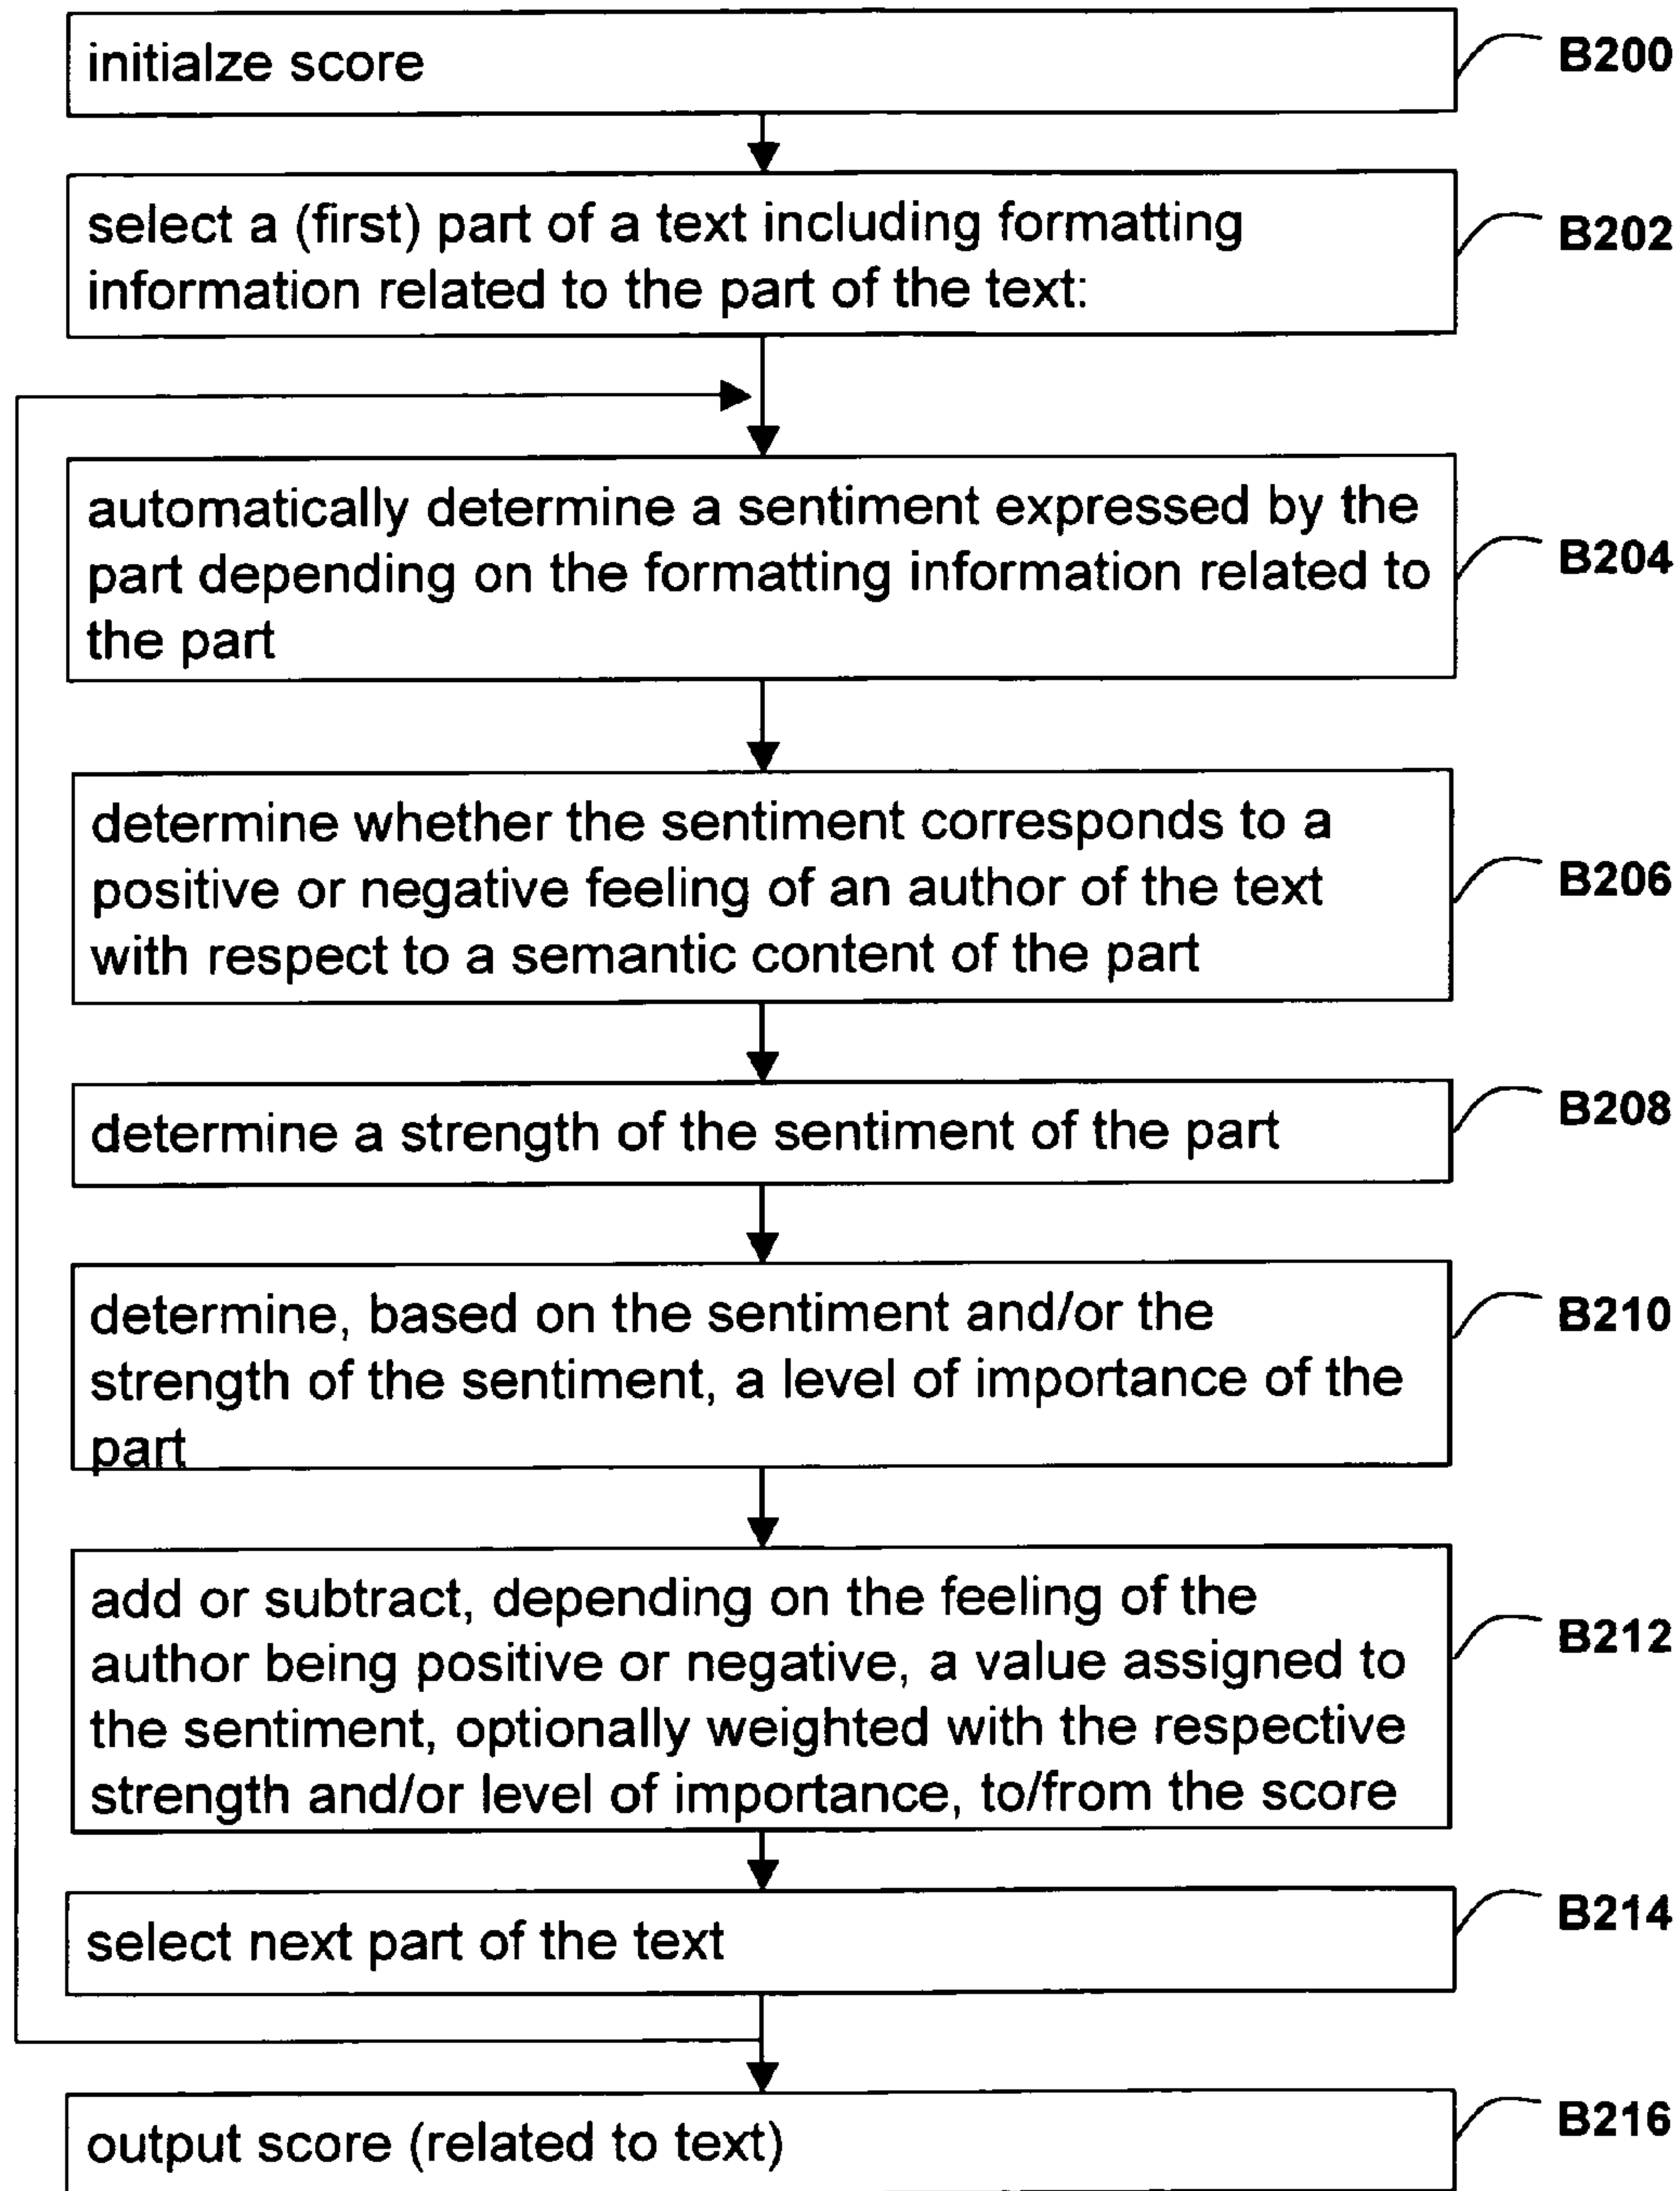 initialze score
B200
select a (first) part of a text including formatting
information related to the part of the text:
B202
automatically determine a sentiment expressed by the
part depending on the formatting information related to
the part
B204
determine whether the sentiment corresponds to a
positive or negative feeling of an author of the text
with respect to a semantic content of the part
B206
determine a strength of the sentiment of the part
B208
determine, based on the sentiment and/or the
strength of the sentiment, a level of importance of the
part
B210
add or subtract, depending on the feeling of the
author being positive or negative, a value assigned to
the sentiment, optionally weighted with the respective
strength and/or level of importance, to/from the score
B212
select next part of the text
B214
output score (related to text)
B216